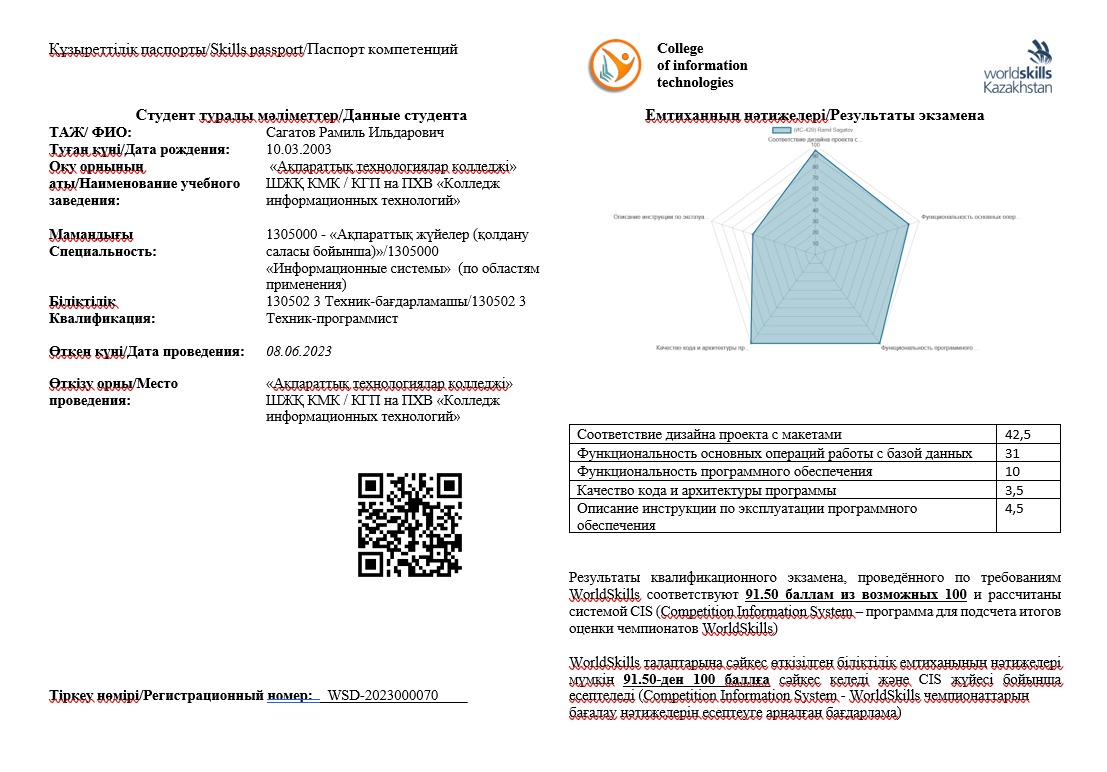 Құзыреттілік паспорты/Skills passport/Паспорт компетенций
Студент туралы мәліметтер/Данные студента
ТАЖ/ ФИО: Сагатов Рамиль Ильдарович
Туған күні/Дата рождения: 10.03.2003
Оқу орнының «Ақпараттық технологиялар колледжі»
аты/Наименование учебного ШЖҚ КМК / КГП на ПХВ «Колледж
заведения: информационных технологий»
Мамандығы 1305000 - «Ақпараттық жүйелер (қолдану
Специальность: саласы бойынша)»/1305000
«Информационные системы» (по областям
применения)
Біліктілік 130502 3 Техник-бағдарламашы/130502 3
Квалификация: Техник-программист
Өткен күні/Дата проведения: 08.06.2023
Өткізу орны/Место «Ақпараттық технологиялар колледжі»
проведения: ШЖҚ КМК / КГП на ПХВ «Колледж
информационных технологий»
Тіркеу нөмірі/Регистрационный номер: WSD-2023000070
College
of information
technologies
worldskills
Kazakhstan
Емтиханның нәтижелері/Результаты экзамена
(ИС-429) Ramil Sagatov
Соответствие дизайна проекта с...
100
90
80
70
60
50
40
30
20
10
Описание инструкции по эксплуа...
Функциональность основных опер...
Качество кода и архитектуры пр...
Функциональность программного ...
Соответствие дизайна проекта с макетами 42,5
Функциональность основных операций работы с базой данных 31
Функциональность программного обеспечения 10
Качество кода и архитектуры программы 3,5
Описание инструкции по эксплуатации программного 4,5
обеспечения
Результаты квалификационного экзамена, проведённого по требованиям
WorldSkills соответствуют 91.50 баллам из возможных 100 и рассчитаны
системой CIS (Competition Information System – программа для подсчета итогов
оценки чемпионатов WorldSkills)
WorldSkills талаптарына сәйкес өткізілген біліктілік емтиханының нәтижелері
мүмкін 91.50-ден 100 баллға сәйкес келеді және CIS жүйесі бойынша
есептеледі (Competition Information System - WorldSkills чемпионаттарын
бағалау нәтижелерін есептеуге арналған бағдарлама)